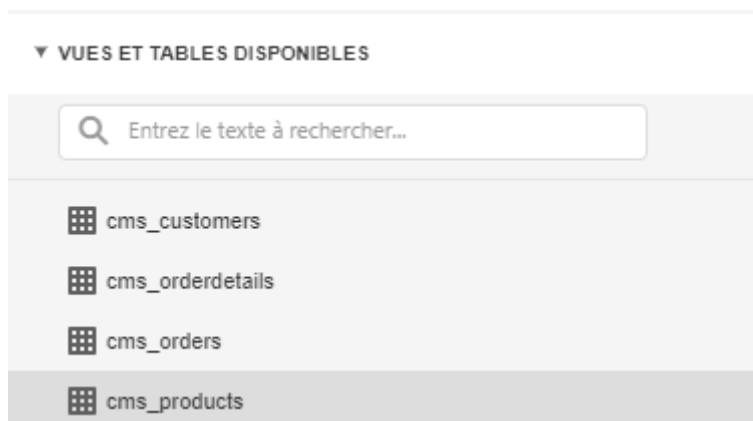 VUES ET TABLES DISPONIBLES
Entrez le texte à rechercher...
cms_customers
cms_orderdetails
cms_orders
cms_products